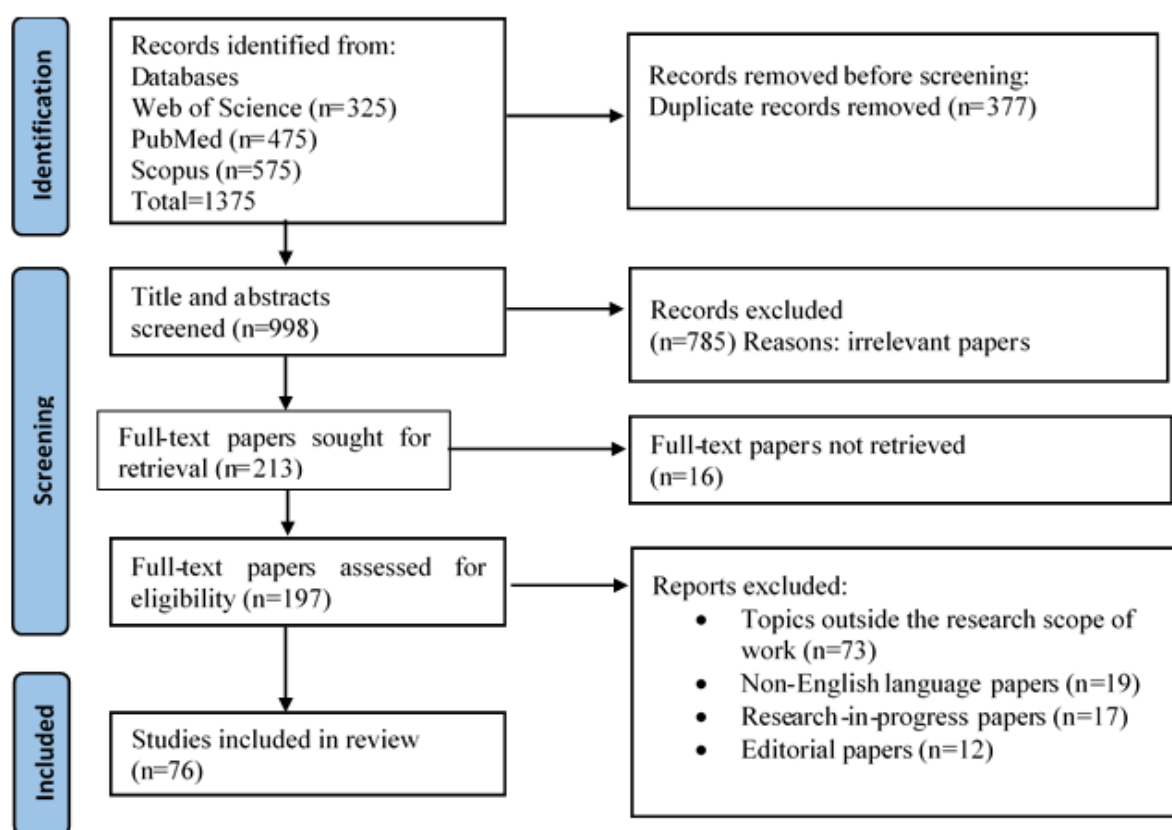 Identification
Records identified from:
Databases
Web of Science (n=325)
PubMed (n=475)
Scopus (n=575)
Total=1375
Records removed before screening:
Duplicate records removed (n=377)
Screening
Title and abstracts
screened (n=998)
Records excluded
(n=785) Reasons: irrelevant papers
Full-text papers sought for
retrieval (n=213)
Full-text papers not retrieved
(n=16)
Full-text papers assessed for
eligibility (n=197)
Reports excluded:
• Topics outside the research scope of
work (n=73)
• Non-English language papers (n=19)
• Research-in-progress papers (n=17)
• Editorial papers (n=12)
Included
Studies included in review
(n=76)